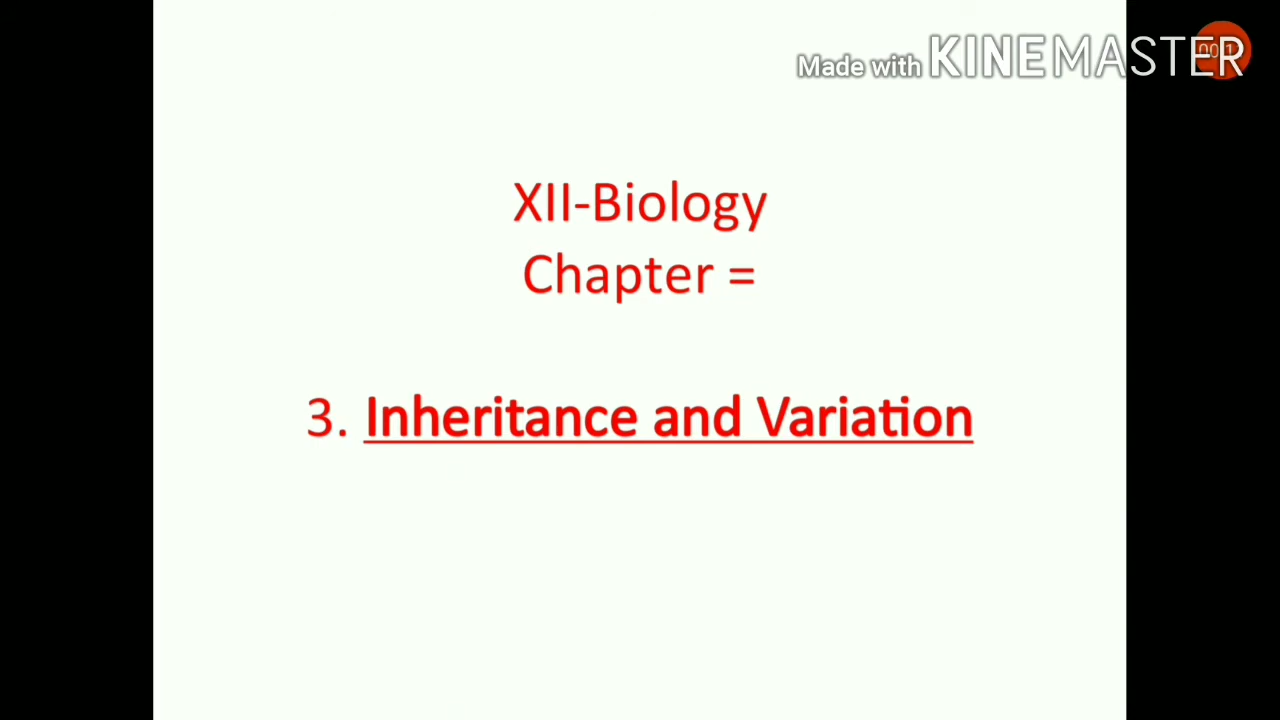 Made with KINEMASTER
XII-Biology
Chapter =
3. Inheritance and Variation